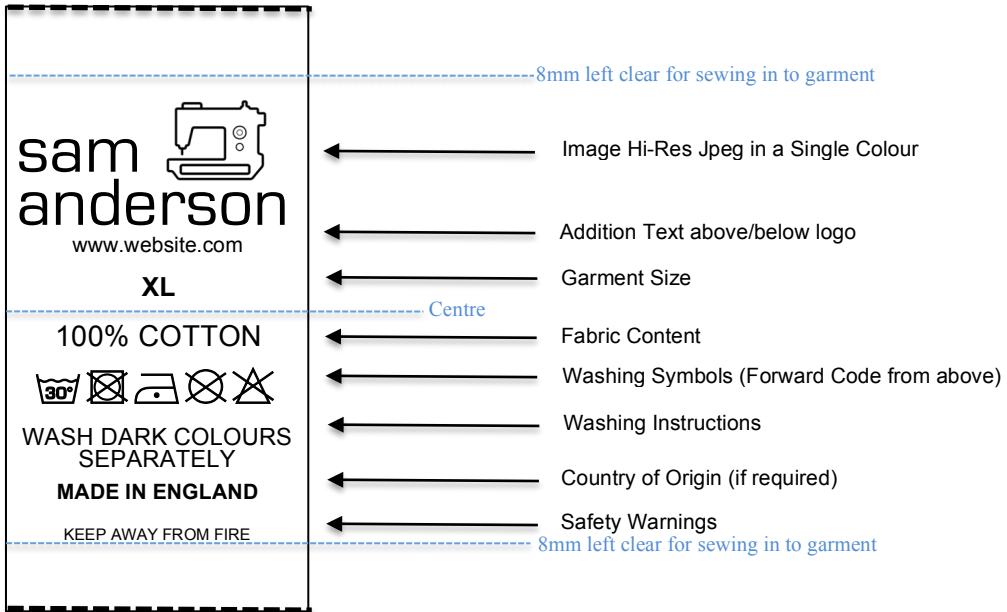 8mm left clear for sewing in to garment
sam
anderson
Image Hi-Res Jpeg in a Single Colour
www.website.com
Addition Text above/below logo
XL
Garment Size
Centre
100% COTTON
Fabric Content
30°
Washing Symbols (Forward Code from above)
WASH DARK COLOURS
SEPARATELY
Washing Instructions
MADE IN ENGLAND
Country of Origin (if required)
KEEP AWAY FROM FIRE
Safety Warnings
8mm left clear for sewing in to garment